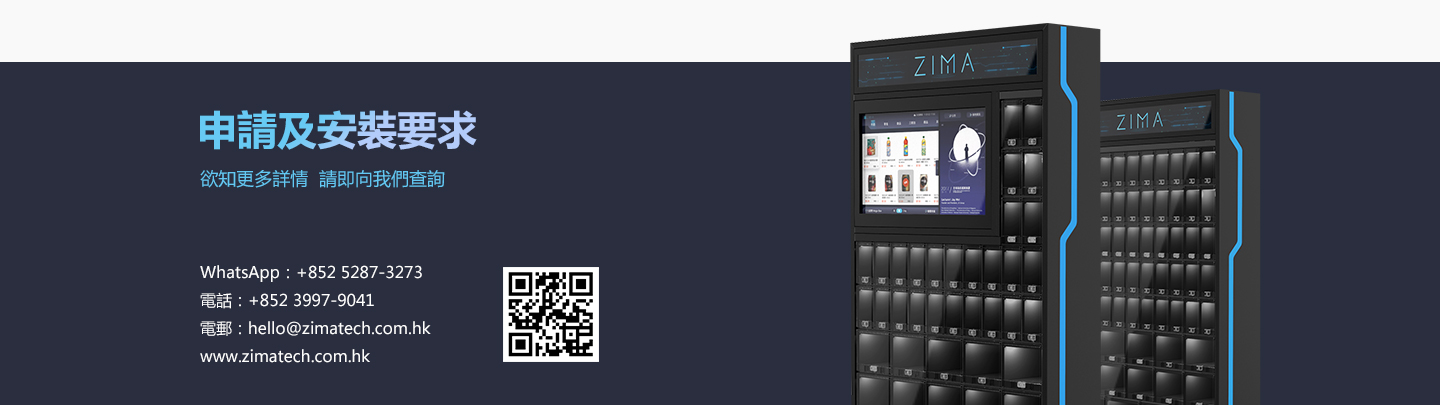 申請及安裝要求
欲知更多詳情 請即向我們查詢
WhatsApp : +852 5287-3273
電話 : +852 3997-9041
電郵 : hello@zimatech.com.hk
www.zimatech.com.hk
ZIMA
ZIMA